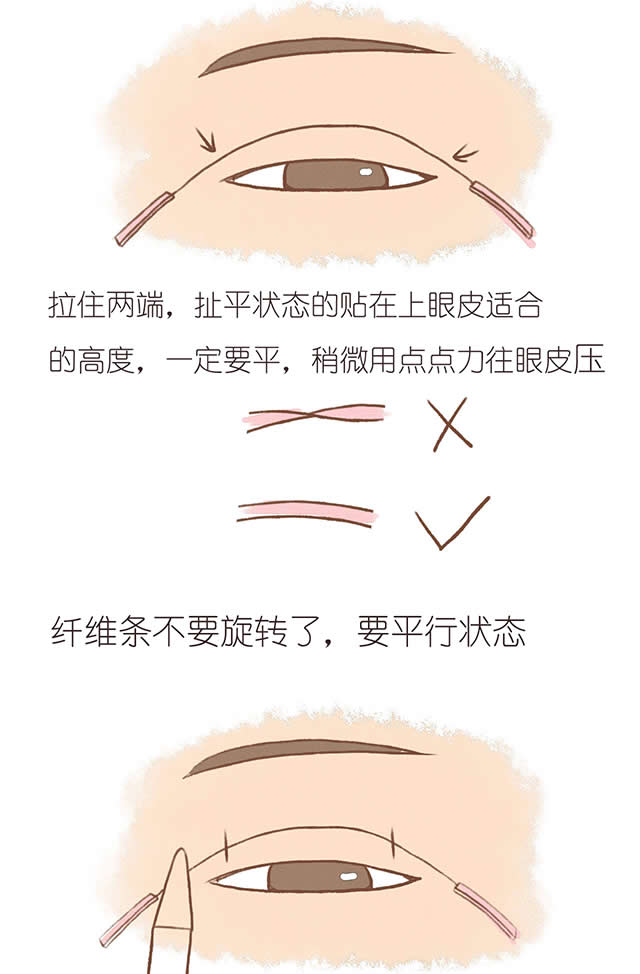 拉住两端，扯平状态的贴在上眼皮适合
的高度，一定要平，稍微用点点力往眼皮压
纤维条不要旋转了，要平行状态